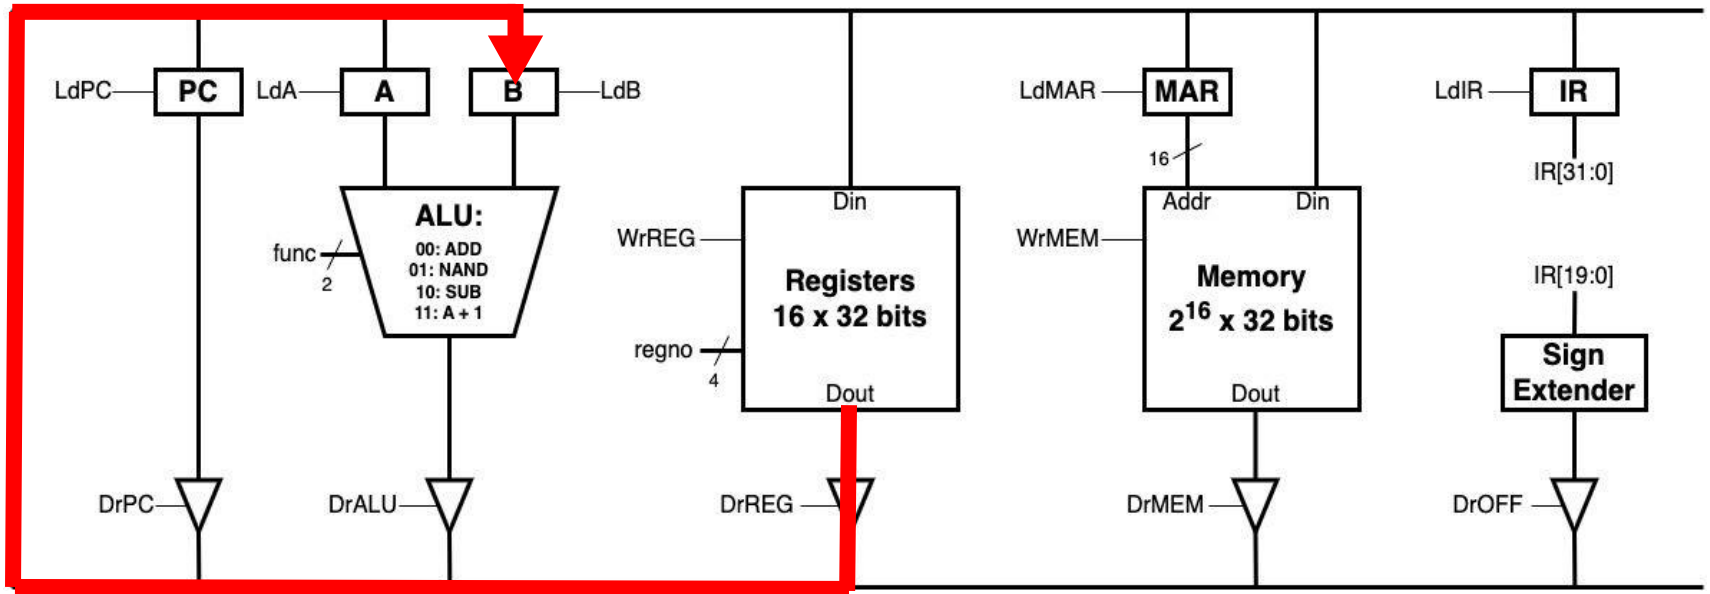 LdPC
PC
LdA
A
B
LdB
LdMAR
MAR
LdIR
IR
16
IR[31:0]
ALU:
00: ADD
01: NAND
10: SUB
11: A + 1
func
2
Din
WrREG
Registers
16 x 32 bits
regno
4
Dout
Addr
Din
WrMEM
Memory
2^16 x 32 bits
Dout
IR[19:0]
Sign
Extender
DrPC
DrALU
DrREG
DrMEM
DrOFF